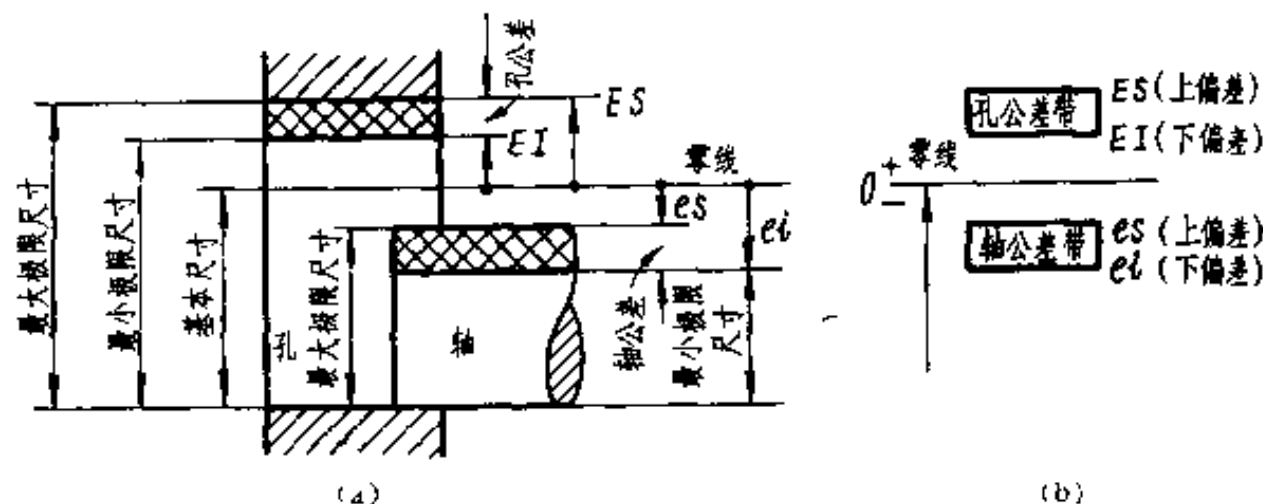 最大极限尺寸
最小极限尺寸
基本尺寸
孔
最大极限尺寸
轴
孔公差
ES
EI
零线
es
ei
轴公差
最小极限
尺寸
(a)
孔公差带
ES(上偏差)
EI(下偏差)
0
+
零线
−
轴公差带
es(上偏差)
ei(下偏差)
(b)